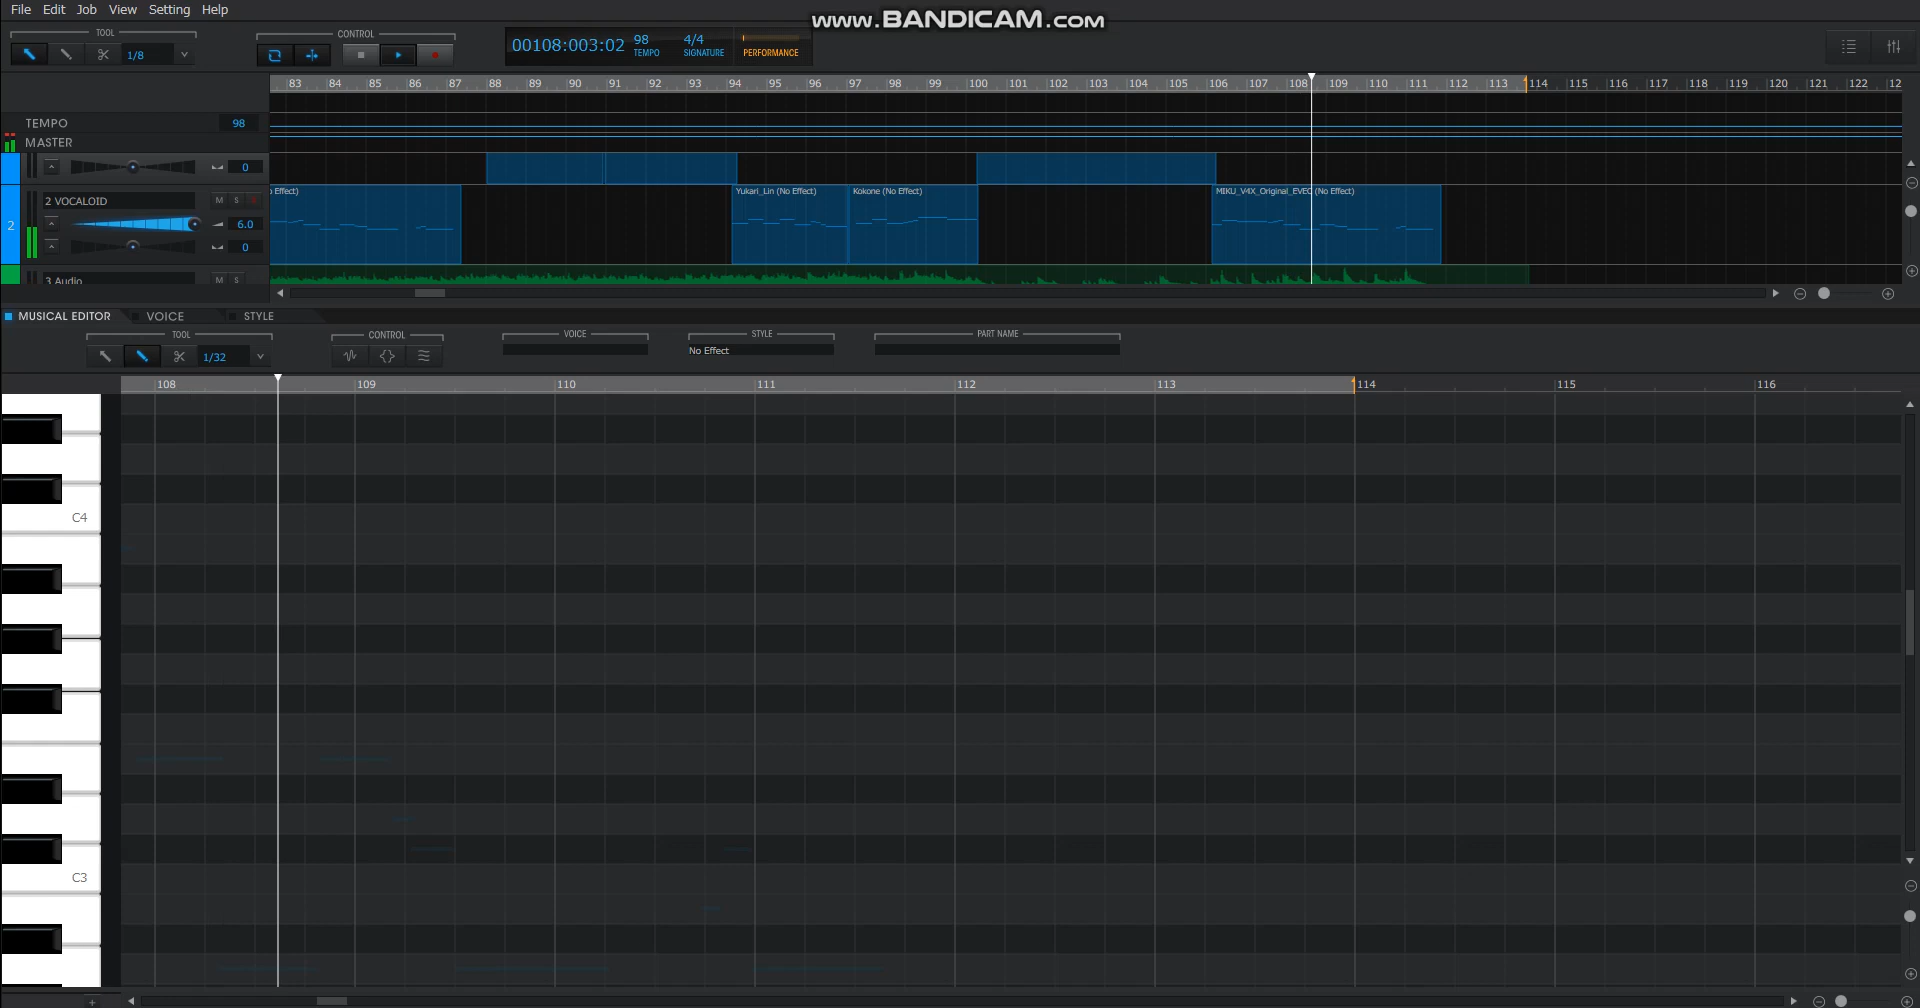 File Edit Job View Setting Help
www.BANDICAM.com
TOOL
CONTROL
1/8
00108:003:02
98
TEMPO
4/4
SIGNATURE
PERFORMANCE
83 84 85 86 87 88 89 90 91 92 93 94 95 96 97 98 99 100 101 102 103 104 105 106 107 108 109 110 111 112 113 114 115 116 117 118 119 120 121 122 12
TEMPO 98
MASTER
0
o Effect)
Yukari_Lin (No Effect)
Kokone (No Effect)
MIKU_V4X_Original_EVEC (No Effect)
2 VOCALOID M S
2
6.0
0
3 Audio M S
MUSICAL EDITOR VOICE STYLE
TOOL
CONTROL
VOICE
STYLE
PART NAME
1/32
No Effect
108 109 110 111 112 113 114 115 116
C4
C3